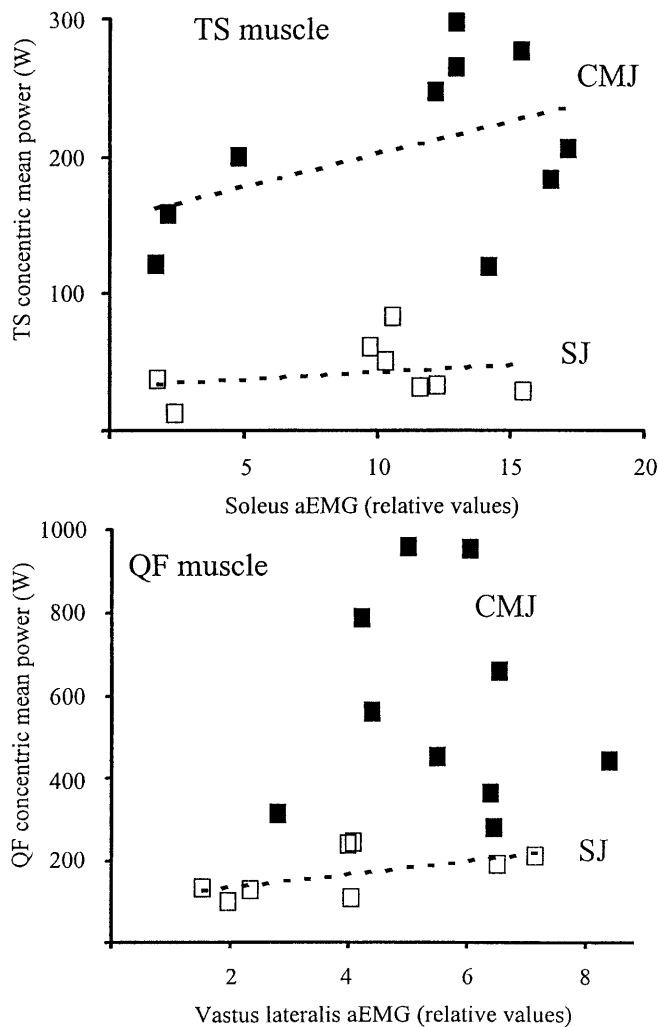 TS muscle
CMJ
SJ
300
200
100
5
10
15
20
TS concentric mean power (W)
Soleus aEMG (relative values)
QF muscle
CMJ
SJ
1000
800
600
400
200
2
4
6
8
QF concentric mean power (W)
Vastus lateralis aEMG (relative values)